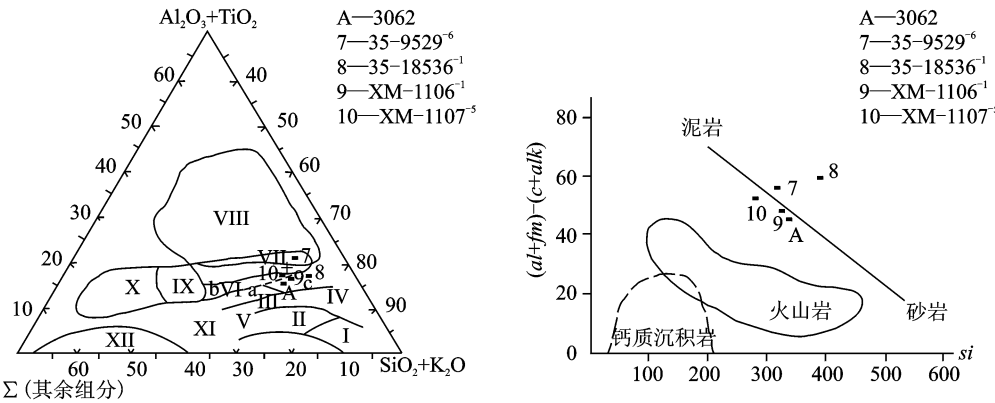 Al₂O₃+TiO₂
A—3062
7—35-9529⁻⁶
8—35-18536⁻¹
9—XM-1106⁻¹
10—XM-1107⁻⁵
60
40
50
50
40
60
30
70
20
80
10
90
VIII
VII
7
10
9
8
X
IX
b
VI
a
A
c
III
IV
XI
V
II
I
XII
60
50
40
30
20
10
SiO₂+K₂O
Σ(其余组分)
A—3062
7—35-9529⁻⁶
8—35-18536⁻¹
9—XM-1106⁻¹
10—XM-1107
(al+fm)-(c+alk)
80
60
40
20
0
泥岩
7
8
10
9
A
火山岩
砂岩
钙质沉积岩
100
200
300
400
500
600
si